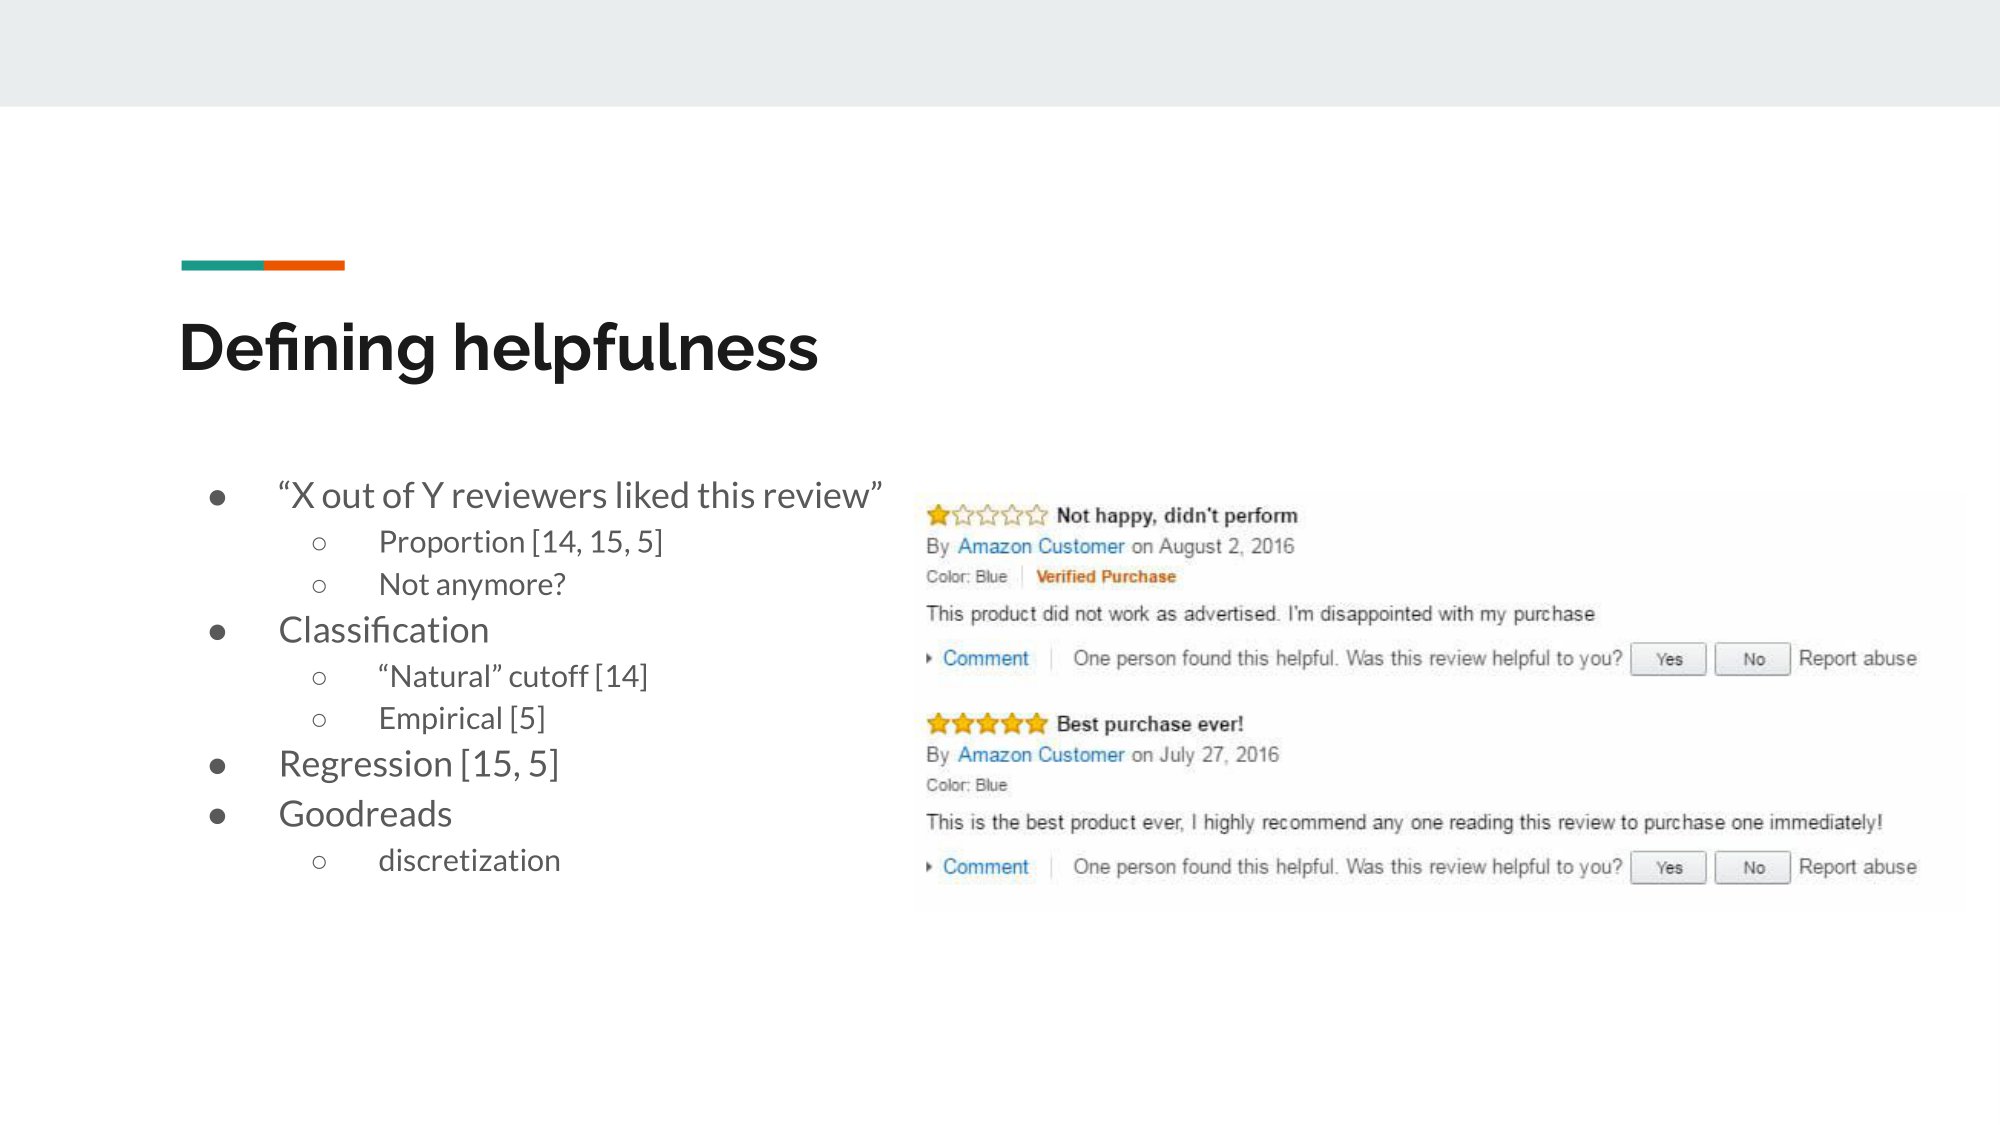 Defining helpfulness
● “X out of Y reviewers liked this review”
○ Proportion [14, 15, 5]
○ Not anymore?
● Classification
○ “Natural” cutoff [14]
○ Empirical [5]
● Regression [15, 5]
● Goodreads
○ discretization
Not happy, didn't perform
By Amazon Customer on August 2, 2016
Color: Blue | Verified Purchase
This product did not work as advertised. I'm disappointed with my purchase
Comment | One person found this helpful. Was this review helpful to you? Yes No Report abuse
Best purchase ever!
By Amazon Customer on July 27, 2016
Color: Blue
This is the best product ever, I highly recommend any one reading this review to purchase one immediately!
Comment | One person found this helpful. Was this review helpful to you? Yes No Report abuse